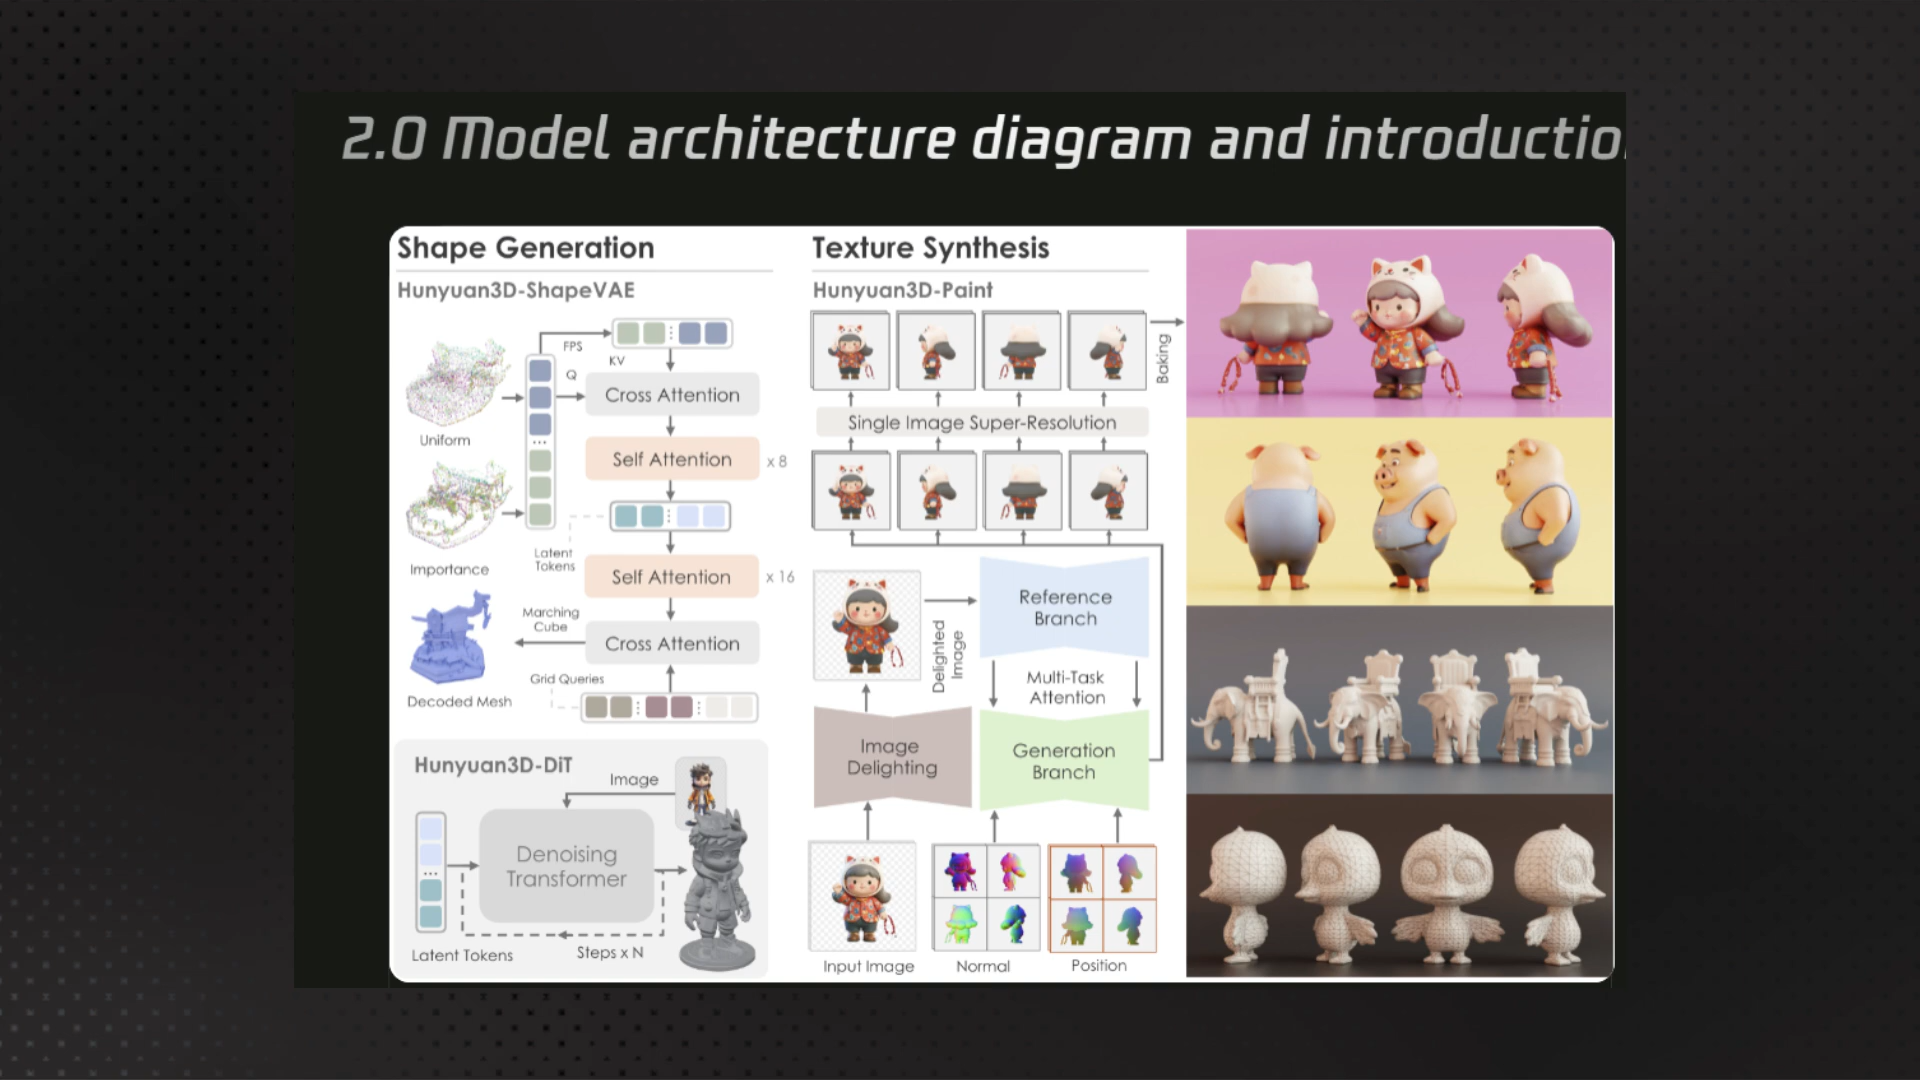 2.0 Model architecture diagram and introductio
Shape Generation
Hunyuan3D-ShapeVAE
FPS
KV
Q
Cross Attention
Uniform
Self Attention
x 8
Latent
Tokens
Importance
Self Attention
x 16
Marching
Cube
Cross Attention
Grid Queries
Decoded Mesh
Hunyuan3D-DiT
Image
Denoising
Transformer
Latent Tokens
Steps x N
Texture Synthesis
Hunyuan3D-Paint
Baking
Single Image Super-Resolution
Reference
Branch
Delighted
Image
Multi-Task
Attention
Image
Delighting
Generation
Branch
Input Image
Normal
Position